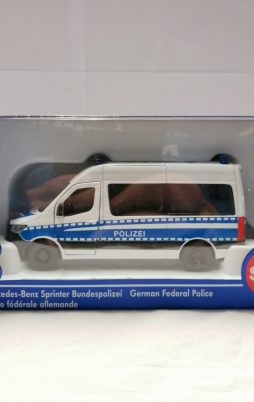 POLIZEI
edes-Benz Sprinter Bundespolizei German Federal Police
e fédérale allemande